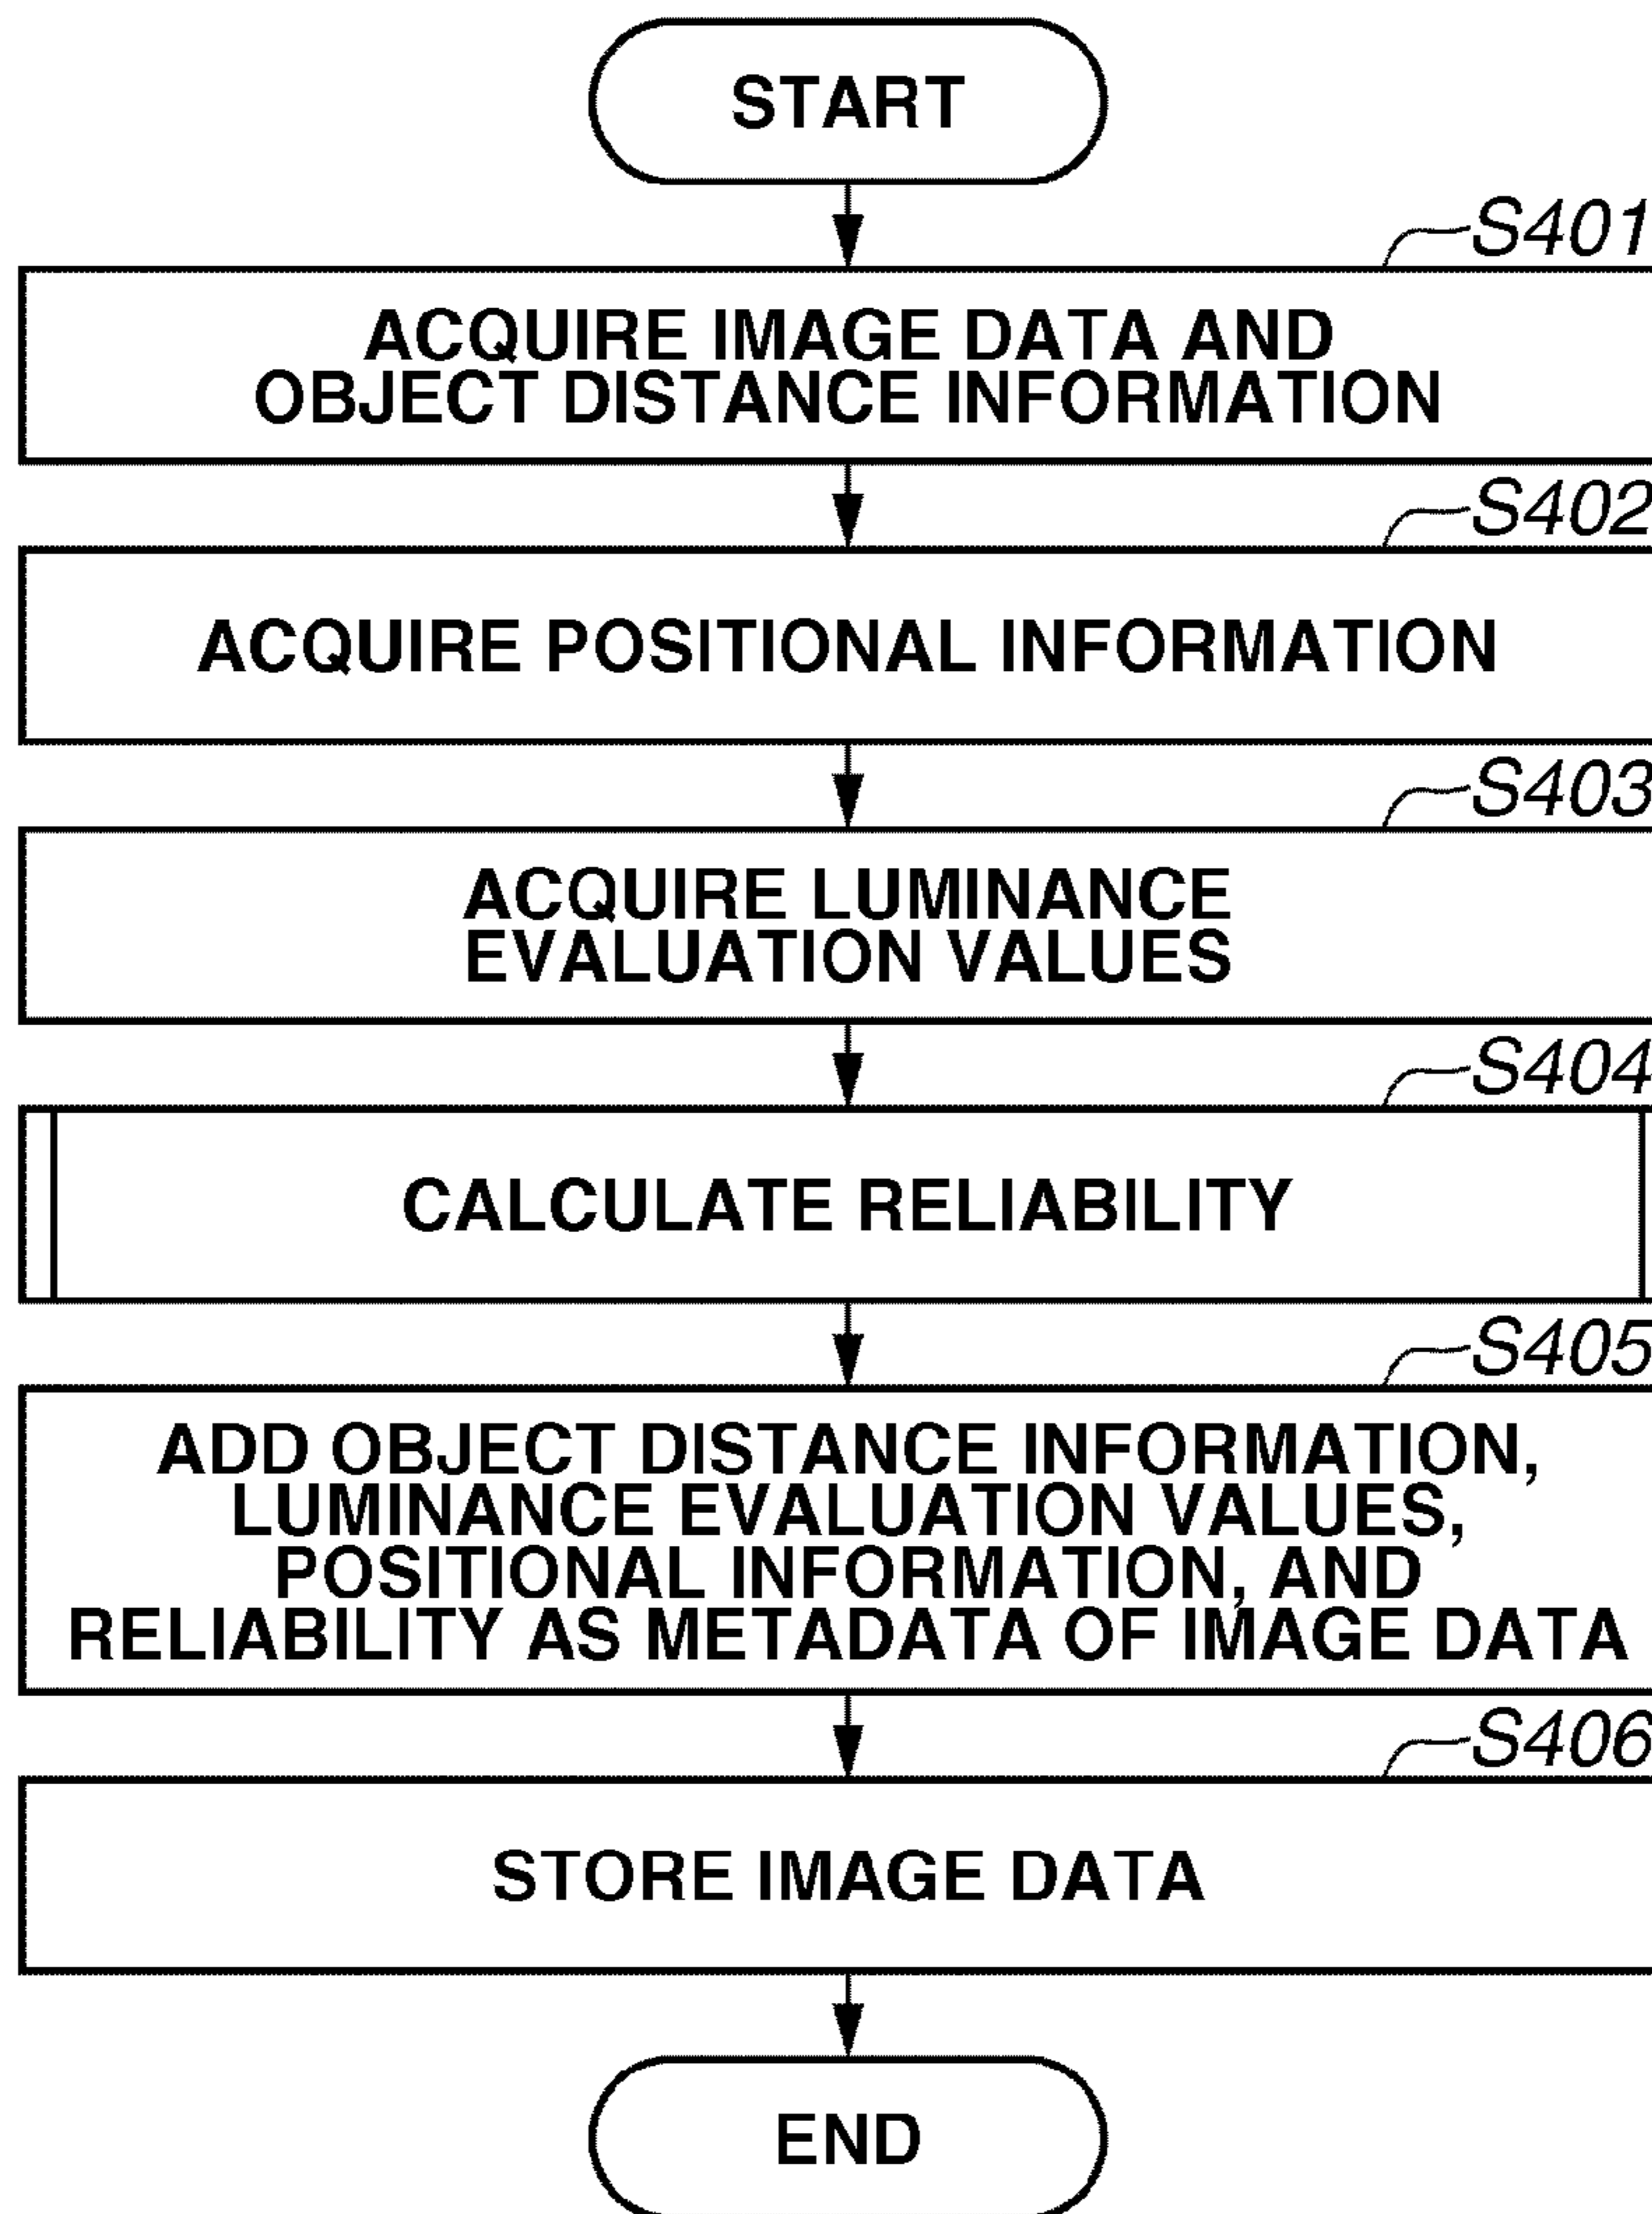 START
S401
ACQUIRE IMAGE DATA AND
OBJECT DISTANCE INFORMATION
S402
ACQUIRE POSITIONAL INFORMATION
S403
ACQUIRE LUMINANCE
EVALUATION VALUES
S404
CALCULATE RELIABILITY
S405
ADD OBJECT DISTANCE INFORMATION,
LUMINANCE EVALUATION VALUES,
POSITIONAL INFORMATION, AND
RELIABILITY AS METADATA OF IMAGE DATA
S406
STORE IMAGE DATA
END